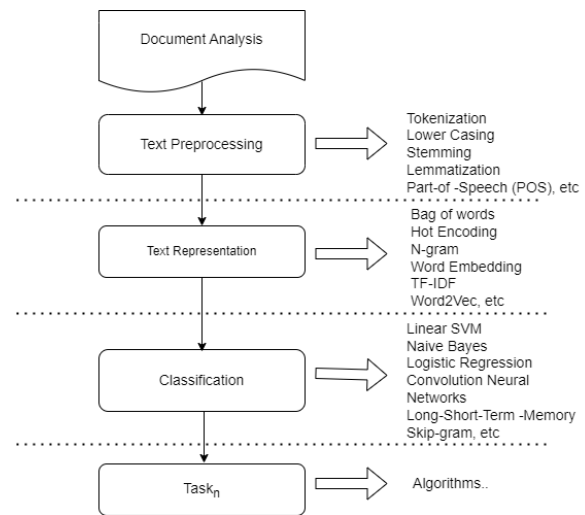 Document Analysis
Text Preprocessing
Tokenization
Lower Casing
Stemming
Lemmatization
Part-of -Speech (POS), etc
Text Representation
Bag of words
Hot Encoding
N-gram
Word Embedding
TF-IDF
Word2Vec, etc
Classification
Linear SVM
Naive Bayes
Logistic Regression
Convolution Neural
Networks
Long-Short-Term -Memory
Skip-gram, etc
Taskn
Algorithms..